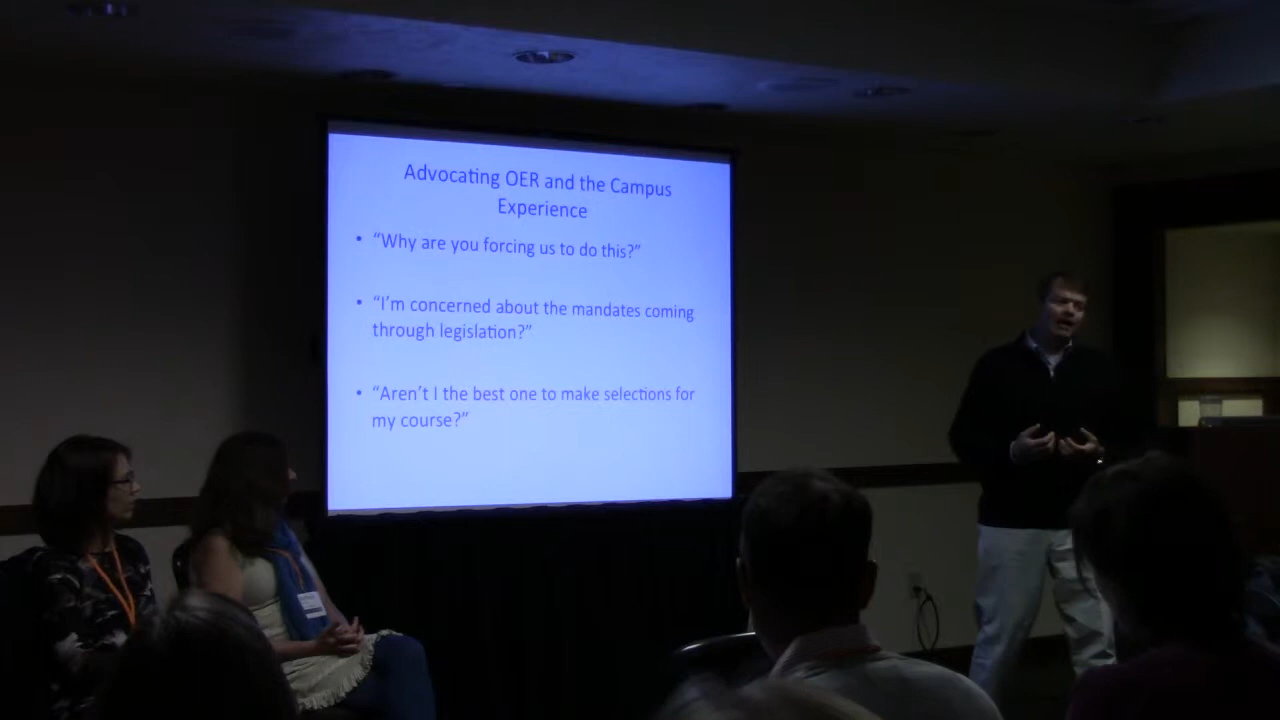 Advocating OER and the Campus
Experience
• “Why are you forcing us to do this?”
• “I’m concerned about the mandates coming
through legislation?”
• “Aren’t I the best one to make selections for
my course?”